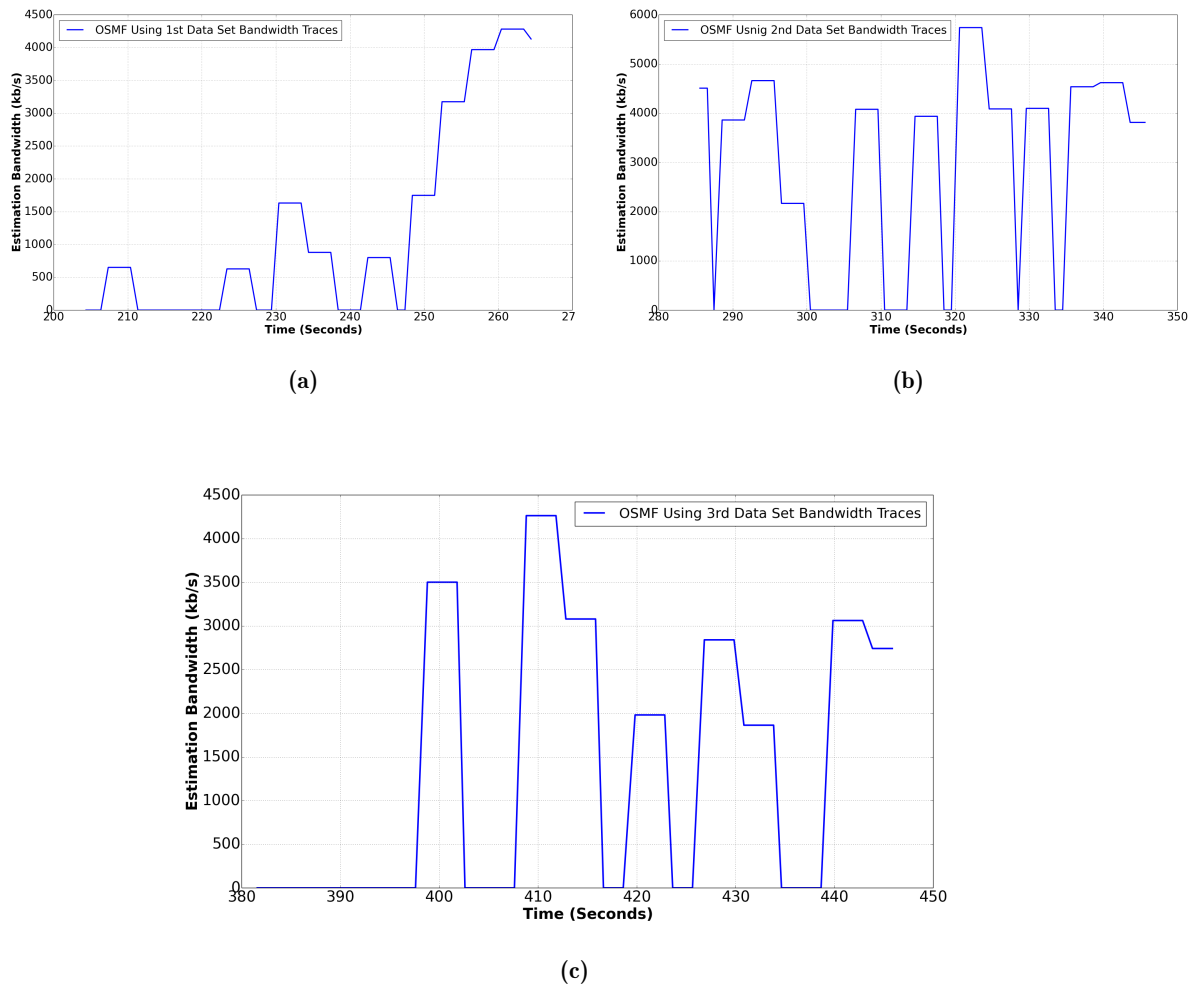 OSMF Using 1st Data Set Bandwidth Traces
Estimation Bandwidth (kb/s)
4500
4000
3500
3000
2500
2000
1500
1000
500
0
200 210 220 230 240 250 260 27
Time (Seconds)
(a)
OSMF Usnig 2nd Data Set Bandwidth Traces
Estimation Bandwidth (kb/s)
6000
5000
4000
3000
2000
1000
0
280 290 300 310 320 330 340 350
Time (Seconds)
(b)
OSMF Using 3rd Data Set Bandwidth Traces
Estimation Bandwidth (kb/s)
4500
4000
3500
3000
2500
2000
1500
1000
500
0
380 390 400 410 420 430 440 450
Time (Seconds)
(c)